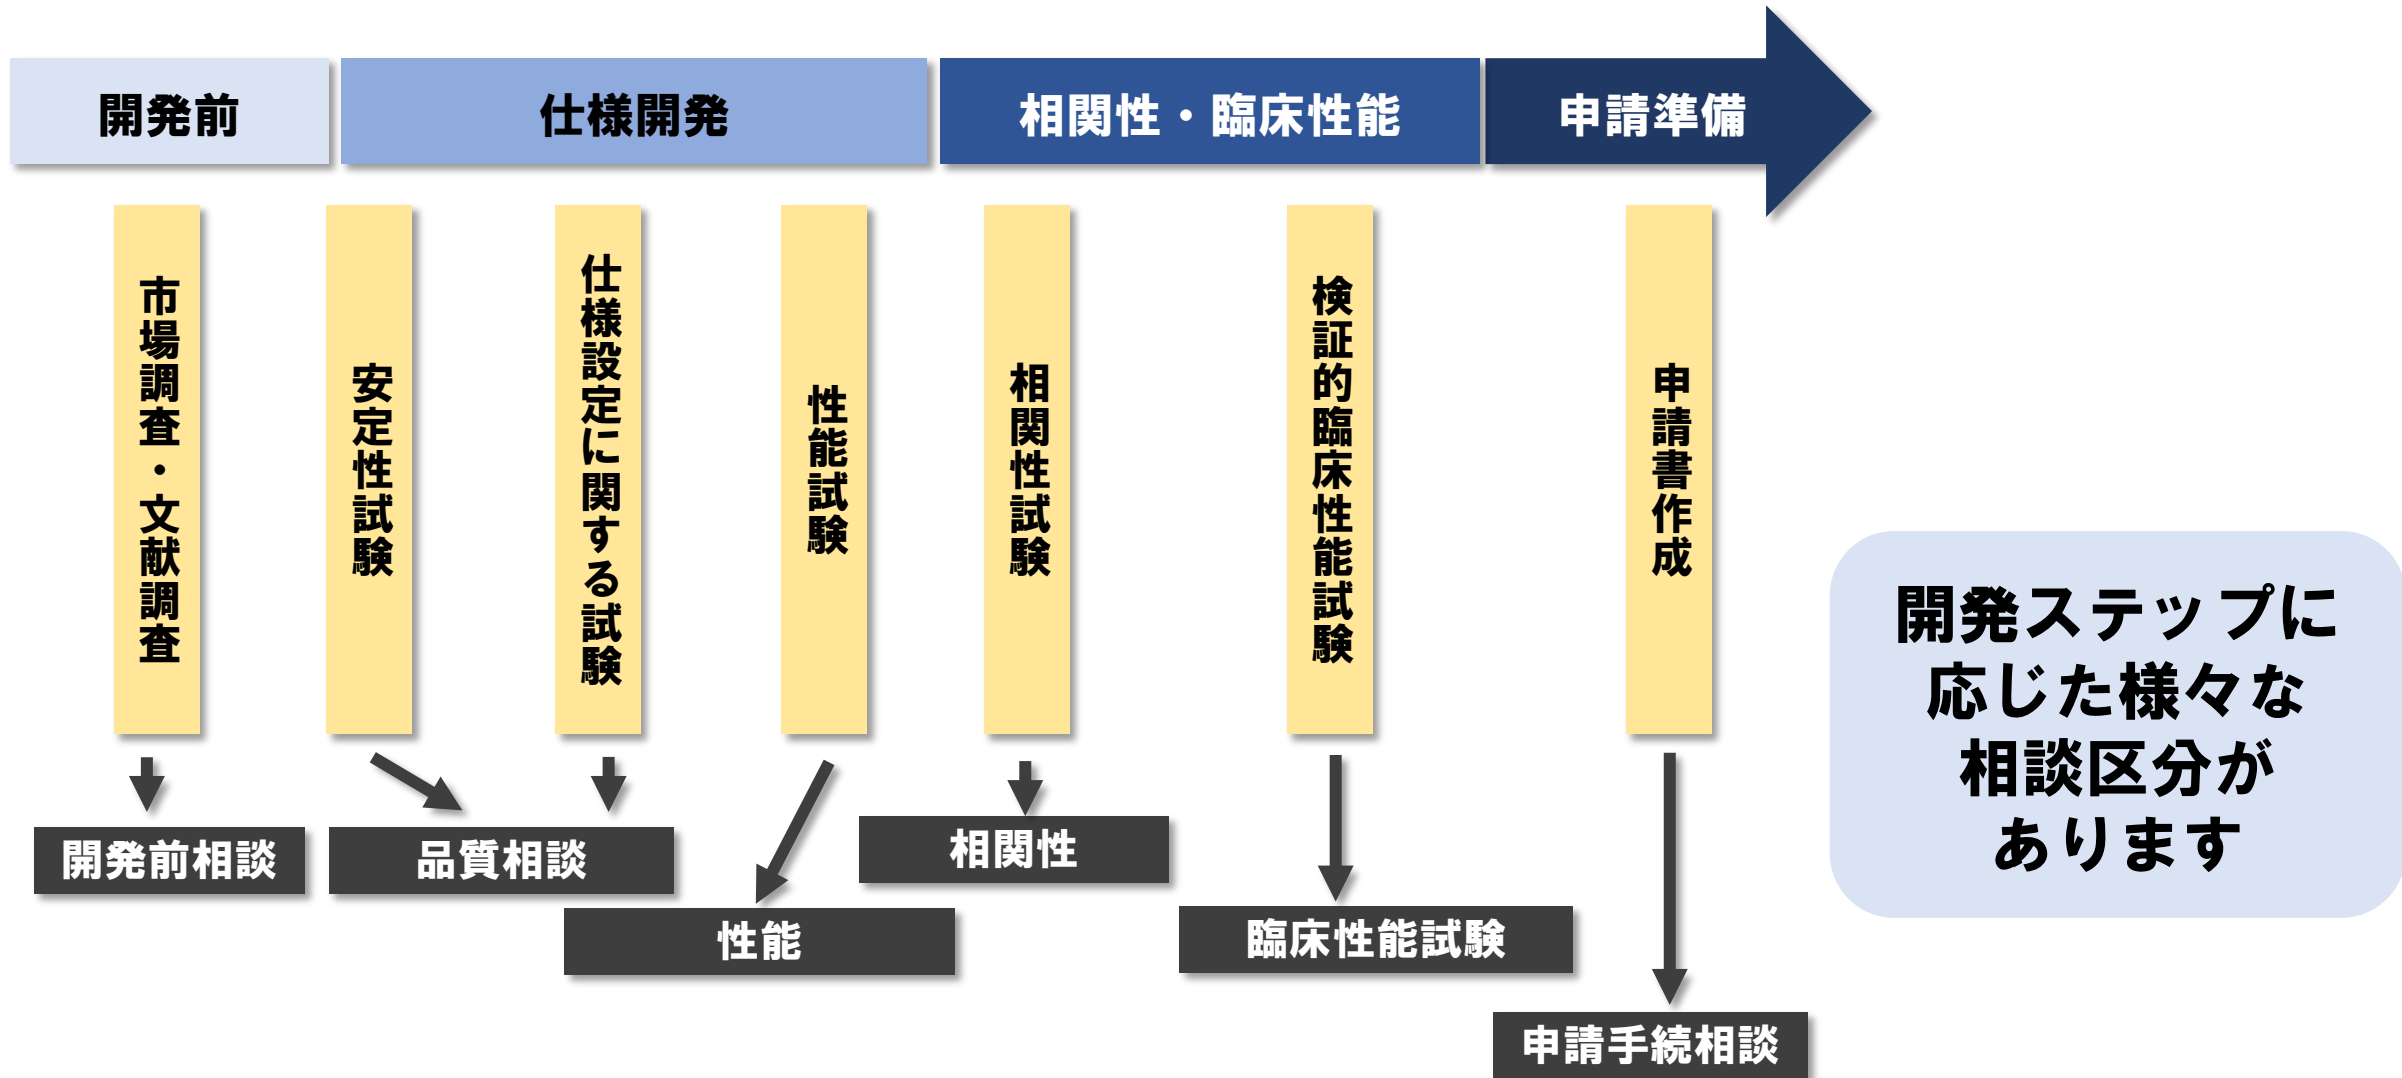 開発前
仕様開発
相関性・臨床性能
申請準備
市場調査・文献調査
安定性試験
仕様設定に関する試験
性能試験
相関性試験
検証的臨床性能試験
申請書作成
開発前相談
品質相談
性能
相関性
臨床性能試験
申請手続相談
開発ステップに
応じた様々な
相談区分が
あります